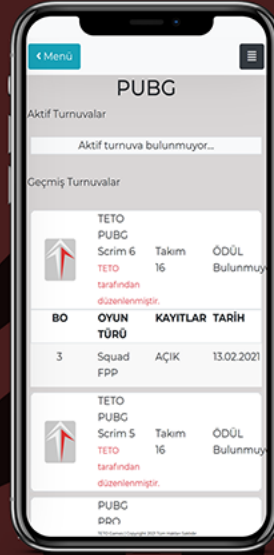 Menü
PUBG
Aktif Turnuvalar
Aktif turnuva bulunmuyor...
Geçmiş Turnuvalar
TETO
PUBG
Scrim 6 Takım ÖDÜL
TETO 16 Bulunmuy
tarafından
düzenlenmiştir.
BO OYUN KAYITLAR TARİH
TÜRÜ
3 Squad AÇIK 13.02.2021
FPP
TETO
PUBG
Scrim 5 Takım ÖDÜL
TETO 16 Bulunmuy
tarafından
düzenlenmiştir.
PUBG
PRO